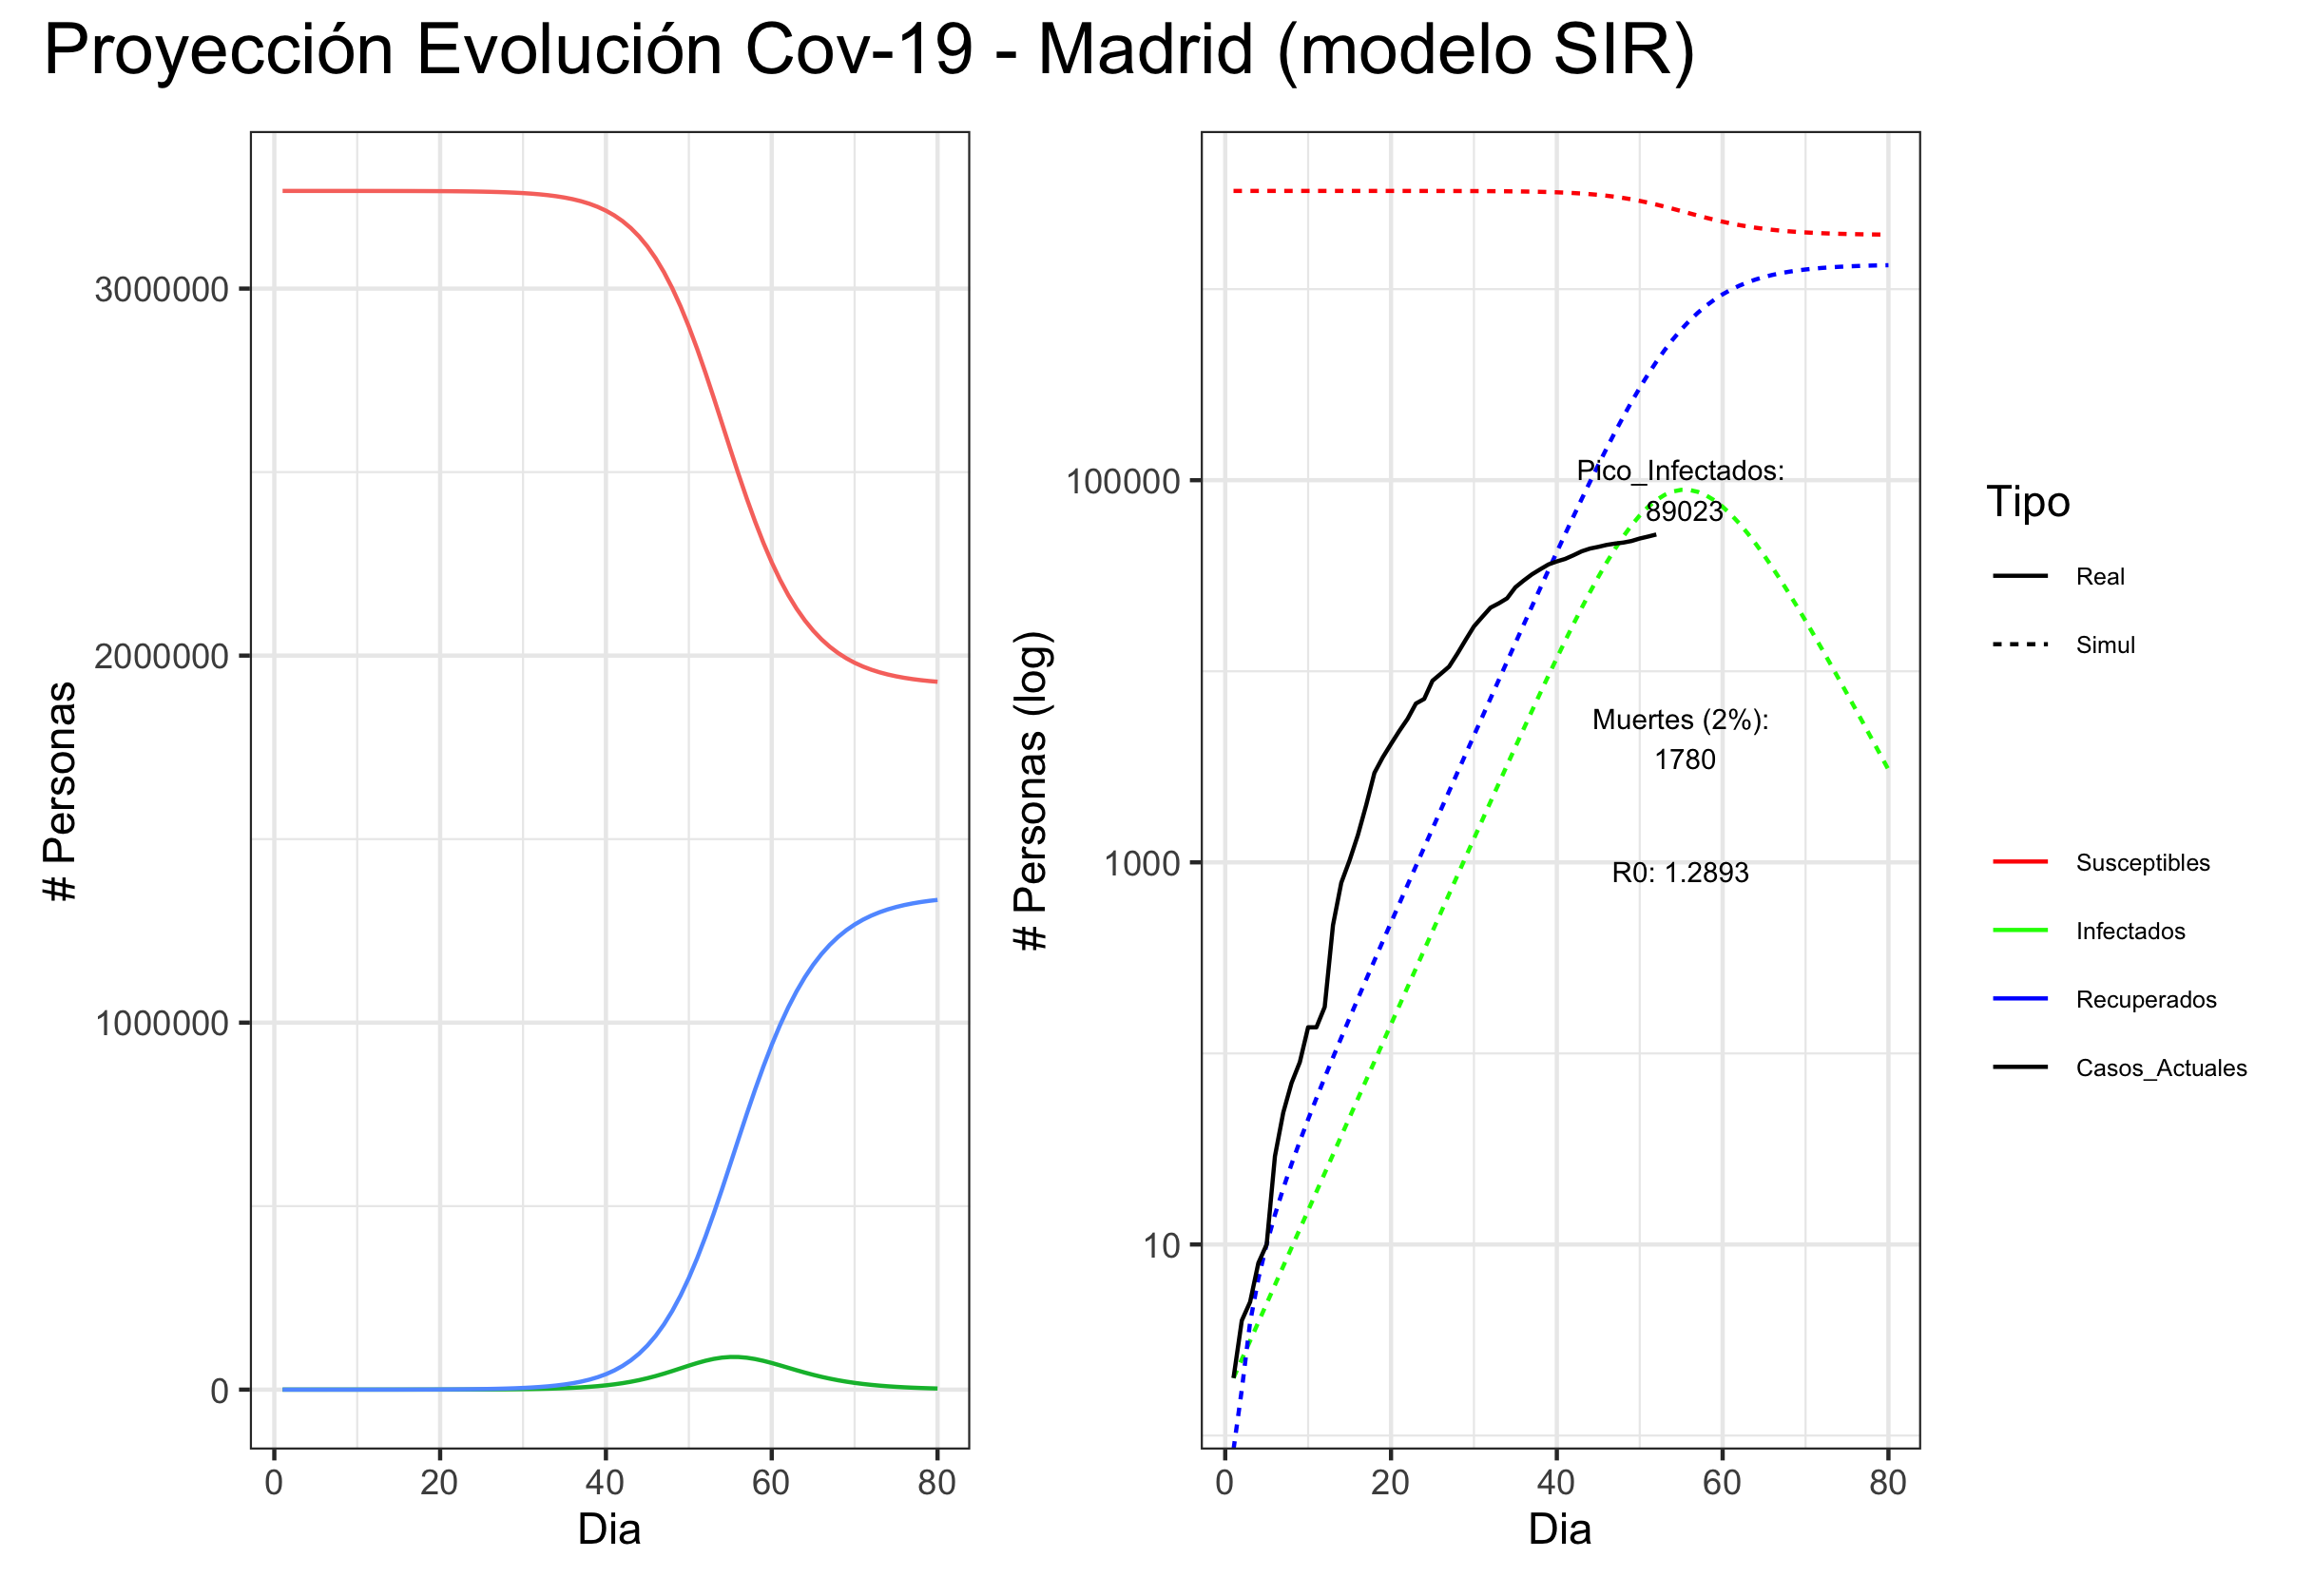 Proyección Evolución Cov-19 - Madrid (modelo SIR)
# Personas
3000000
2000000
1000000
0
0 20 40 60 80
Dia
# Personas (log)
100000
1000
10
Pico_Infectados:
89023
Muertes (2%):
1780
R0: 1.2893
0 20 40 60 80
Dia
Tipo
Real
Simul
Susceptibles
Infectados
Recuperados
Casos_Actuales